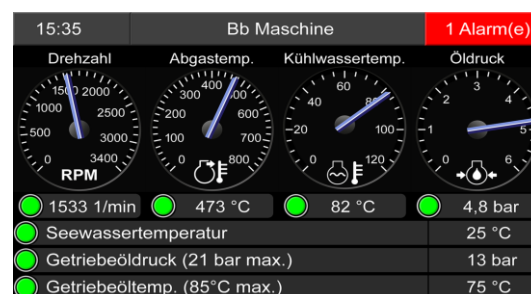 15:35 Bb Maschine 1 Alarm(e)
Drehzahl Abgastemp. Kühlwassertemp. Öldruck
0 500 1000 1500 2000 2500 3000 3400 RPM
0 100 200 300 400 500 600 700 800
0 20 40 60 80 100 120
0 1 2 3 4 5 6
1533 1/min 473 °C 82 °C 4,8 bar
Seewassertemperatur 25 °C
Getriebeöldruck (21 bar max.) 13 bar
Getriebeöltemp. (85°C max.) 75 °C